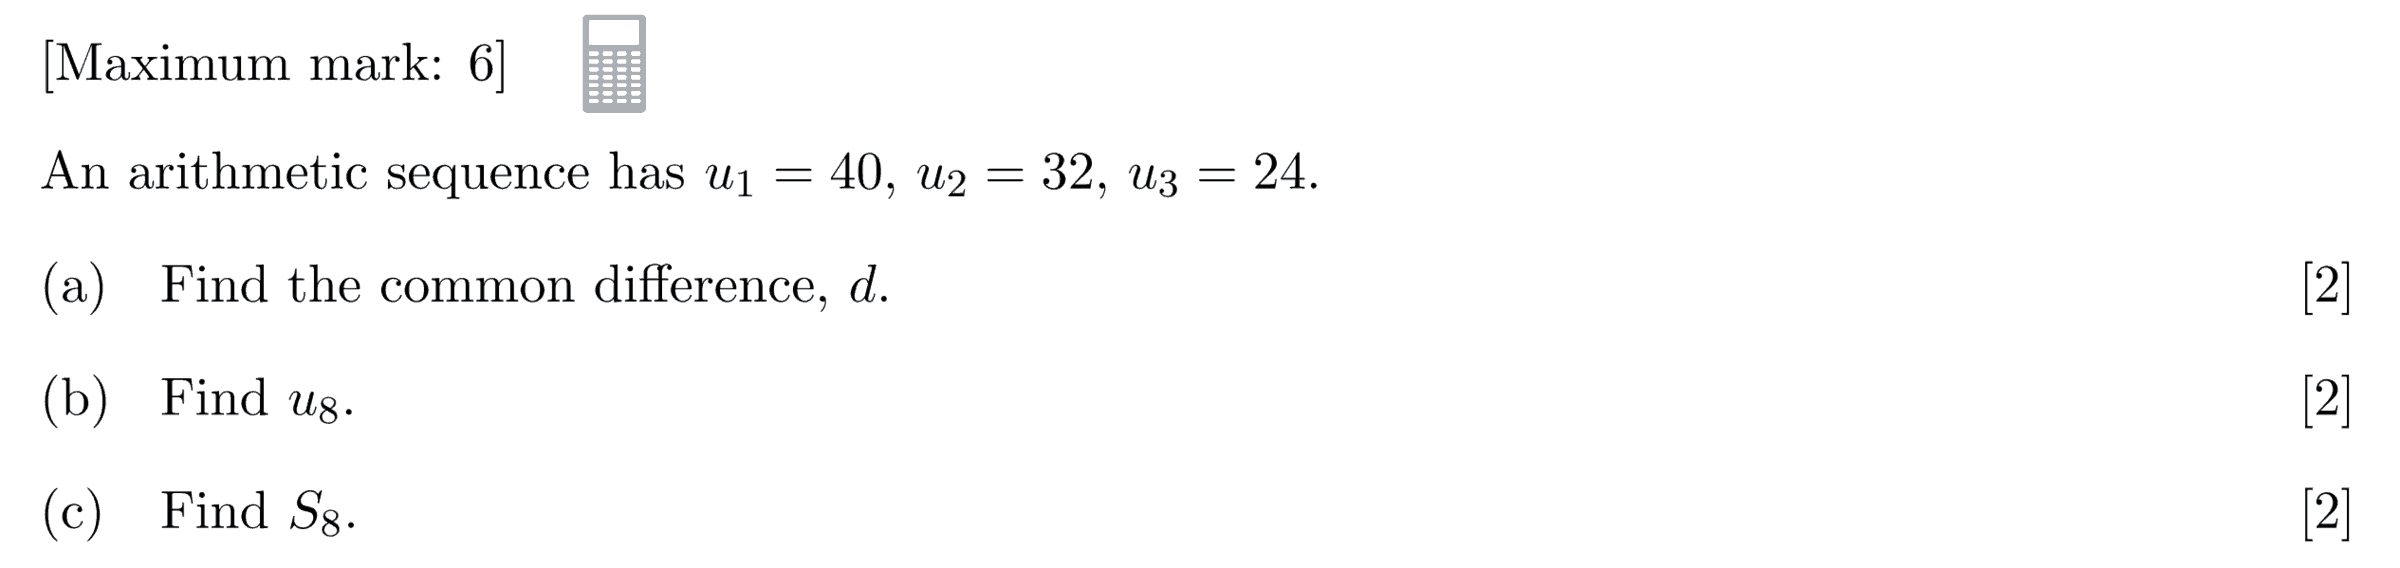 [Maximum mark: 6]
An arithmetic sequence has u₁ = 40, u₂ = 32, u₃ = 24.
(a) Find the common difference, d. [2]
(b) Find u₈. [2]
(c) Find S₈. [2]